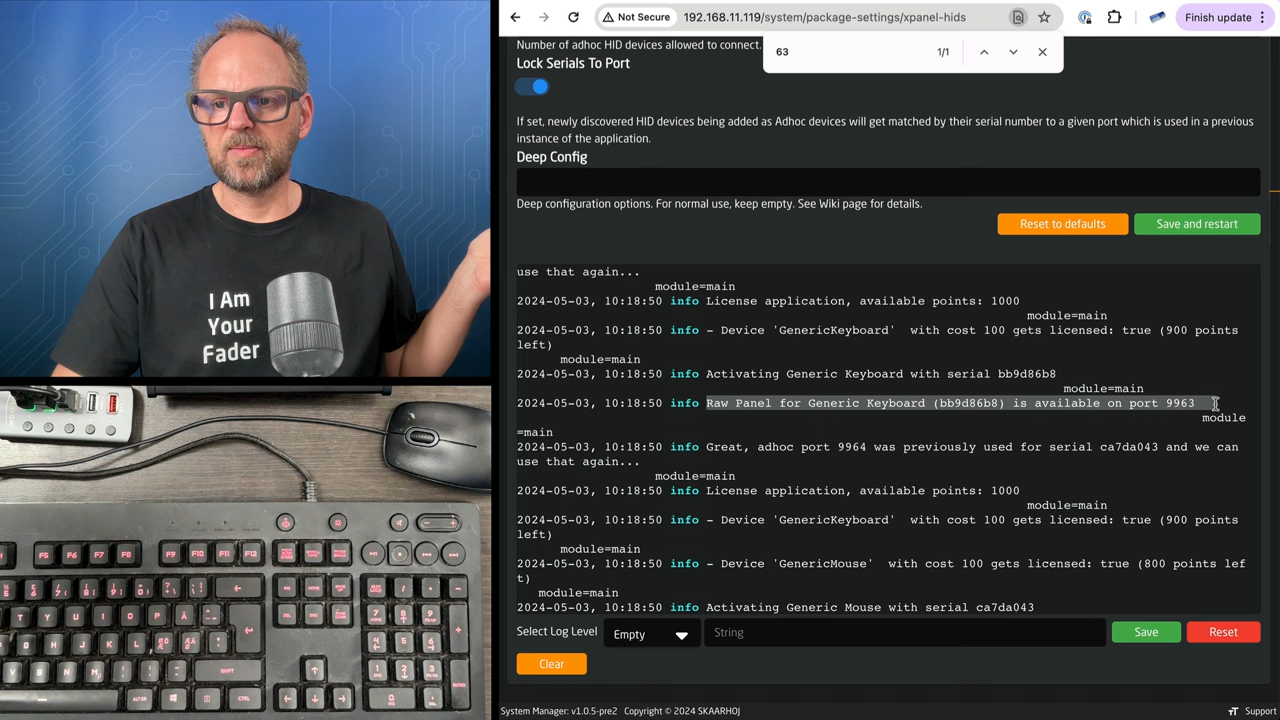 Not Secure
192.168.11.119/system/package-settings/xpanel-hids
Finish update
63
1/1
Number of adhoc HID devices allowed to connect.
Lock Serials To Port
If set, newly discovered HID devices being added as Adhoc devices will get matched by their serial number to a given port which is used in a previous
instance of the application.
Deep Config
Deep configuration options. For normal use, keep empty. See Wiki page for details.
Reset to defaults
Save and restart
use that again...
module=main
2024-05-03, 10:18:50 info License application, available points: 1000
module=main
2024-05-03, 10:18:50 info - Device 'GenericKeyboard'  with cost 100 gets licensed: true (900 points
left)
module=main
2024-05-03, 10:18:50 info Activating Generic Keyboard with serial bb9d86b8
module=main
2024-05-03, 10:18:50 info Raw Panel for Generic Keyboard (bb9d86b8) is available on port 9963
module
=main
2024-05-03, 10:18:50 info Great, adhoc port 9964 was previously used for serial ca7da043 and we can
use that again...
module=main
2024-05-03, 10:18:50 info License application, available points: 1000
module=main
2024-05-03, 10:18:50 info - Device 'GenericKeyboard'  with cost 100 gets licensed: true (900 points
left)
module=main
2024-05-03, 10:18:50 info - Device 'GenericMouse'  with cost 100 gets licensed: true (800 points lef
t)
module=main
2024-05-03, 10:18:50 info Activating Generic Mouse with serial ca7da043
Select Log Level
Empty
String
Save
Reset
Clear
System Manager: v1.0.5-pre2 Copyright © 2024 SKAARHOJ
Support
I Am
Your
Fader
F5 F6 F7 F8
F9 F10 F11 F12